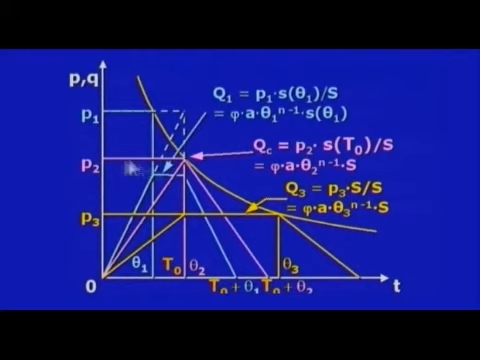 p,q
Q₁ = p₁·s(θ₁)/S
= φ·a·θ₁ⁿ⁻¹·s(θ₁)
p₁
Q꜀ = p₂· s(T₀)/S
= φ·a·θ₂ⁿ⁻¹·S
p₂
Q₃ = p₃·S/S
= φ·a·θ₃ⁿ⁻¹·S
p₃
θ₁ T₀ θ₂ θ₃
0 T₀+θ₁ T₀+θ₂ t